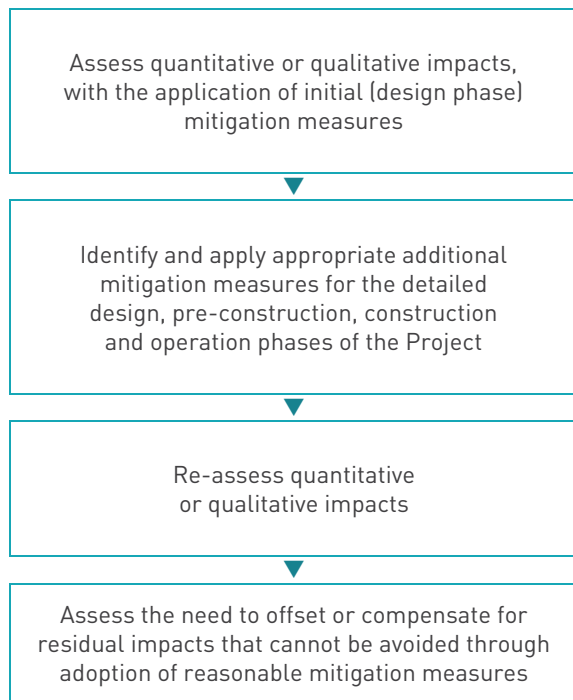 Assess quantitative or qualitative impacts,
with the application of initial (design phase)
mitigation measures
Identify and apply appropriate additional
mitigation measures for the detailed
design, pre-construction, construction
and operation phases of the Project
Re-assess quantitative
or qualitative impacts
Assess the need to offset or compensate for
residual impacts that cannot be avoided through
adoption of reasonable mitigation measures